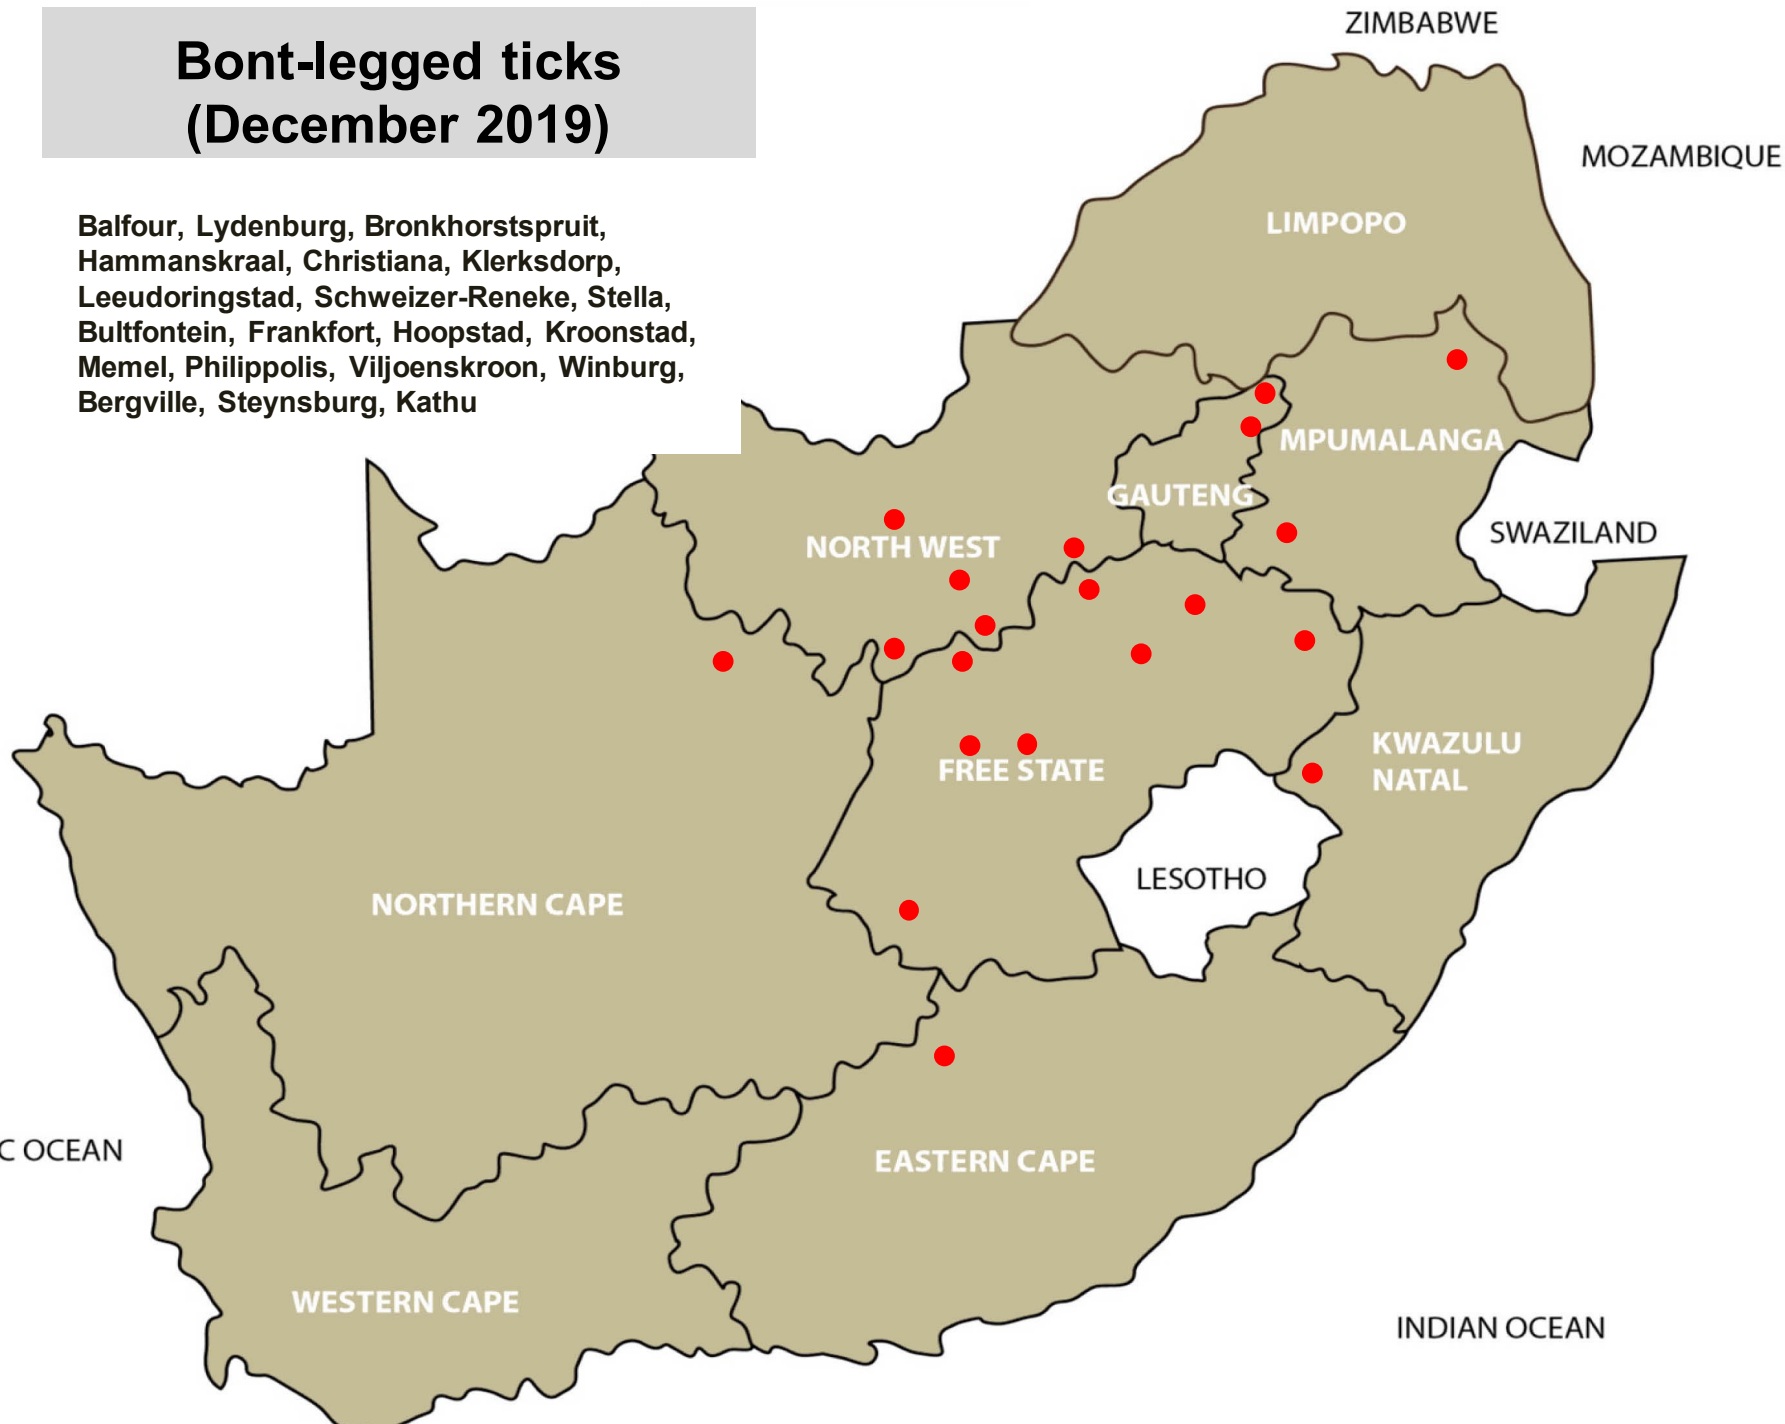 Bont-legged ticks
(December 2019)
Balfour, Lydenburg, Bronkhorstspruit,
Hammanskraal, Christiana, Klerksdorp,
Leeudoringstad, Schweizer-Reneke, Stella,
Bultfontein, Frankfort, Hoopstad, Kroonstad,
Memel, Philippolis, Viljoenskroon, Winburg,
Bergville, Steynsburg, Kathu
ZIMBABWE
MOZAMBIQUE
LIMPOPO
MPUMALANGA
GAUTENG
SWAZILAND
NORTH WEST
KWAZULU
NATAL
FREE STATE
LESOTHO
NORTHERN CAPE
C OCEAN
EASTERN CAPE
WESTERN CAPE
INDIAN OCEAN